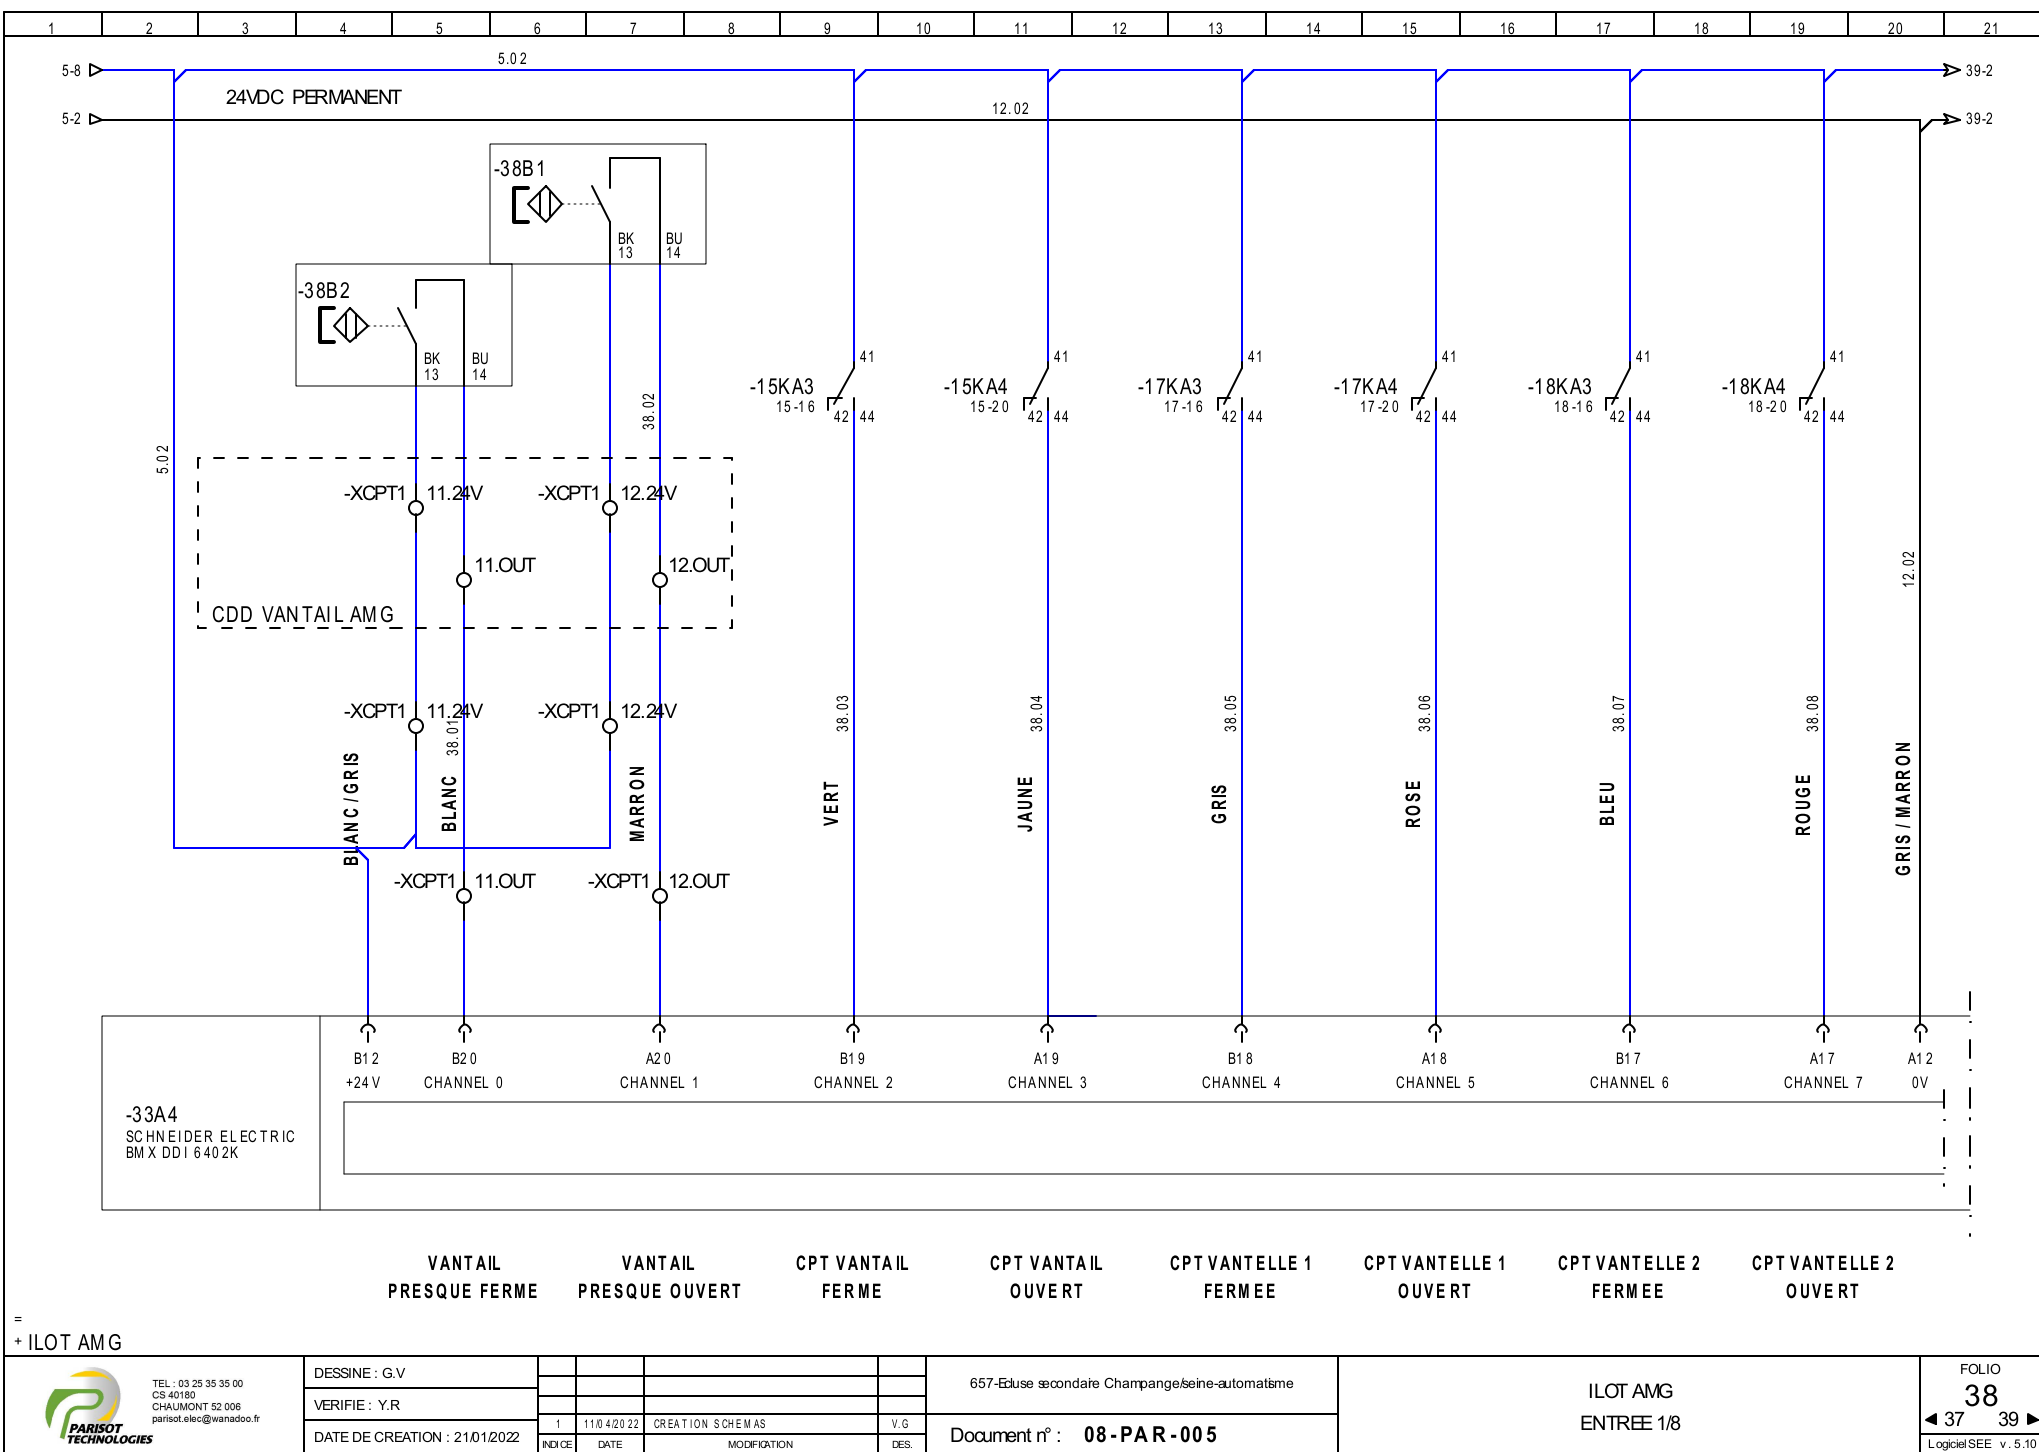 1 2 3 4 5 6 7 8 9 10 11 12 13 14 15 16 17 18 19 20 21
5-8 5.02 39-2
24VDC PERMANENT
5-2 12.02 39-2
-38B1
BK BU
13 14
-38B2
BK BU
13 14
41 41 41 41 41 41
-15KA3 -15KA4 -17KA3 -17KA4 -18KA3 -18KA4
15-16 15-20 17-16 17-20 18-16 18-20
42 44 42 44 42 44 42 44 42 44 42 44
38.02
5.02
-XCPT1 11.24V -XCPT1 12.24V
11.OUT 12.OUT
12.02
CDD VANTAIL AMG
-XCPT1 11.24V -XCPT1 12.24V
38.01 38.03 38.04 38.05 38.06 38.07 38.08
BLANC/GRIS BLANC MARRON VERT JAUNE GRIS ROSE BLEU ROUGE GRIS / MARRON
-XCPT1 11.OUT -XCPT1 12.OUT
B12 B20 A20 B19 A19 B18 A18 B17 A17 A12
+24V CHANNEL 0 CHANNEL 1 CHANNEL 2 CHANNEL 3 CHANNEL 4 CHANNEL 5 CHANNEL 6 CHANNEL 7 0V
-33A4
SCHNEIDER ELECTRIC
BMX DDI 6402K
VANTAIL VANTAIL CPT VANTAIL CPT VANTAIL CPT VANTELLE 1 CPT VANTELLE 1 CPT VANTELLE 2 CPT VANTELLE 2
PRESQUE FERME PRESQUE OUVERT FERME OUVERT FERMEE OUVERT FERMEE OUVERT
=
+ ILOT AMG
PARISOT
TECHNOLOGIES
TEL : 03 25 35 35 00
CS 40180
CHAUMONT 52 006
parisot.elec@wanadoo.fr
DESSINE : G.V
VERIFIE : Y.R
DATE DE CREATION : 21/01/2022
1 11/04/2022 CREATION SCHEMAS V.G
INDICE DATE MODIFICATION DES.
657-Ecluse secondaire Champange/seine-automatisme
Document n° : 08-PAR-005
ILOT AMG
ENTREE 1/8
FOLIO
38
37 39
Logiciel SEE v. 5.10